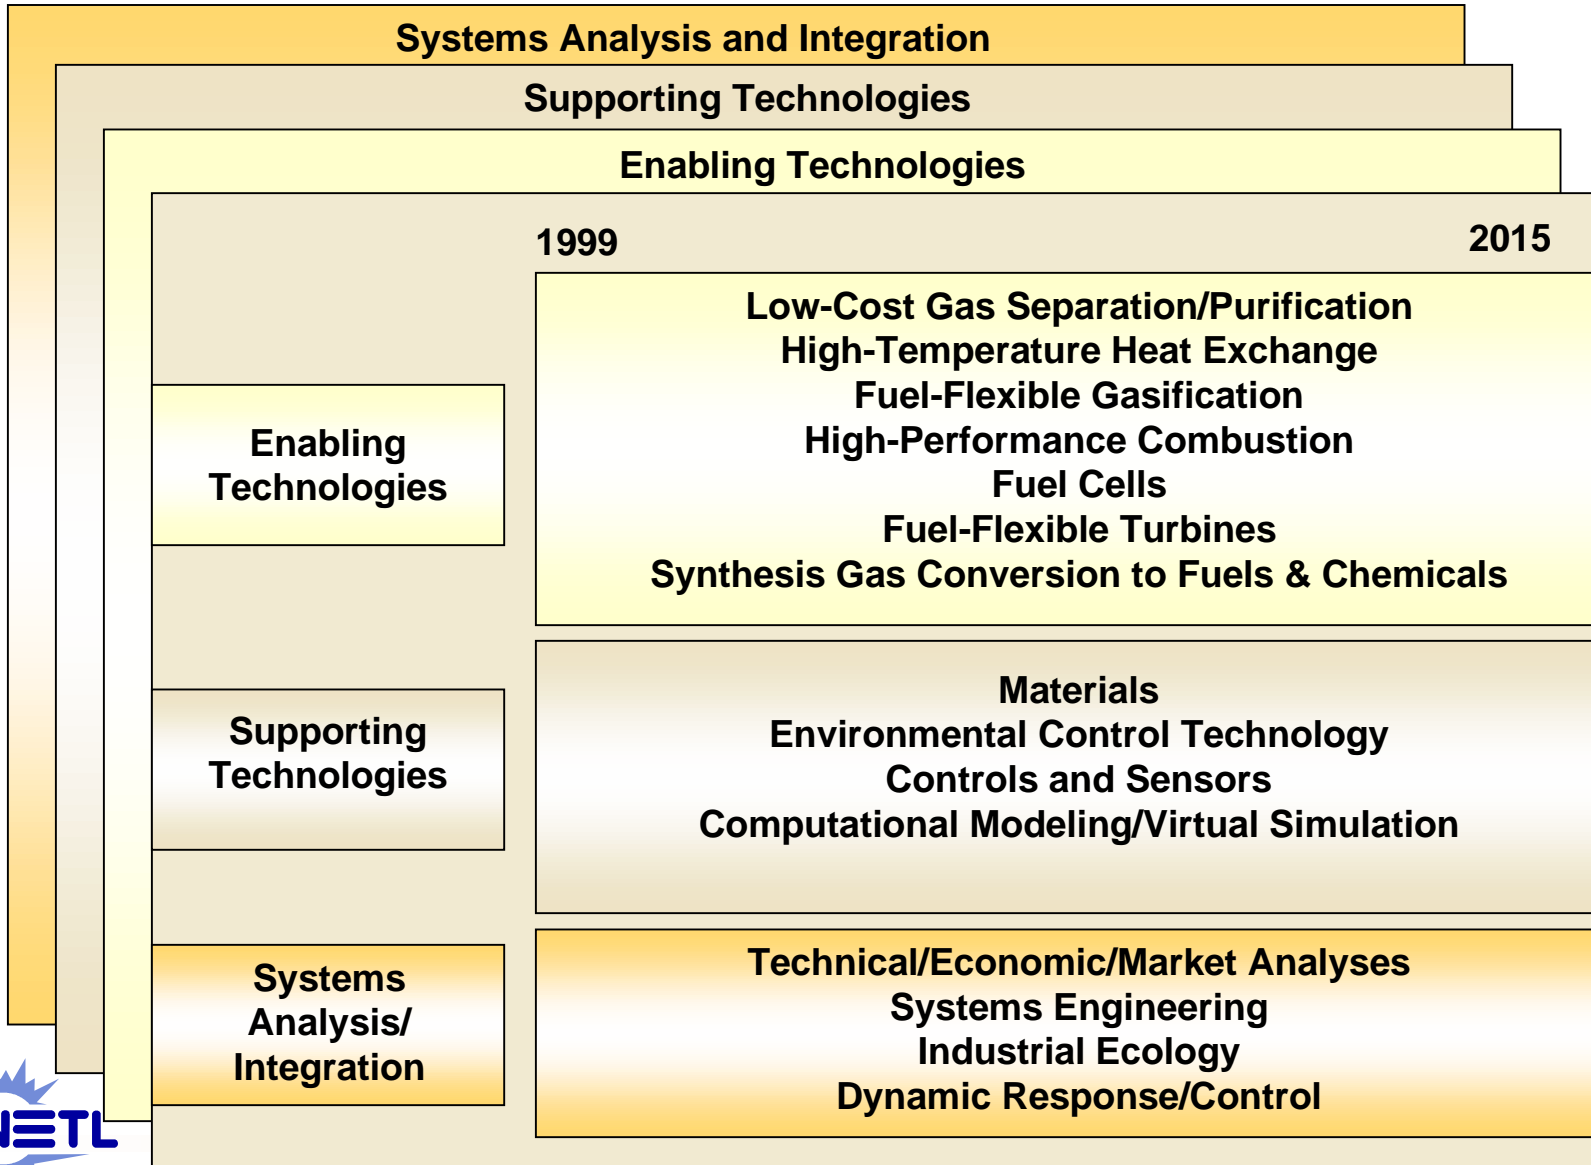 Systems Analysis and Integration
Supporting Technologies
Enabling Technologies
1999
2015
Enabling
Technologies
Low-Cost Gas Separation/Purification
High-Temperature Heat Exchange
Fuel-Flexible Gasification
High-Performance Combustion
Fuel Cells
Fuel-Flexible Turbines
Synthesis Gas Conversion to Fuels & Chemicals
Supporting
Technologies
Materials
Environmental Control Technology
Controls and Sensors
Computational Modeling/Virtual Simulation
Systems
Analysis/
Integration
Technical/Economic/Market Analyses
Systems Engineering
Industrial Ecology
Dynamic Response/Control
NETL